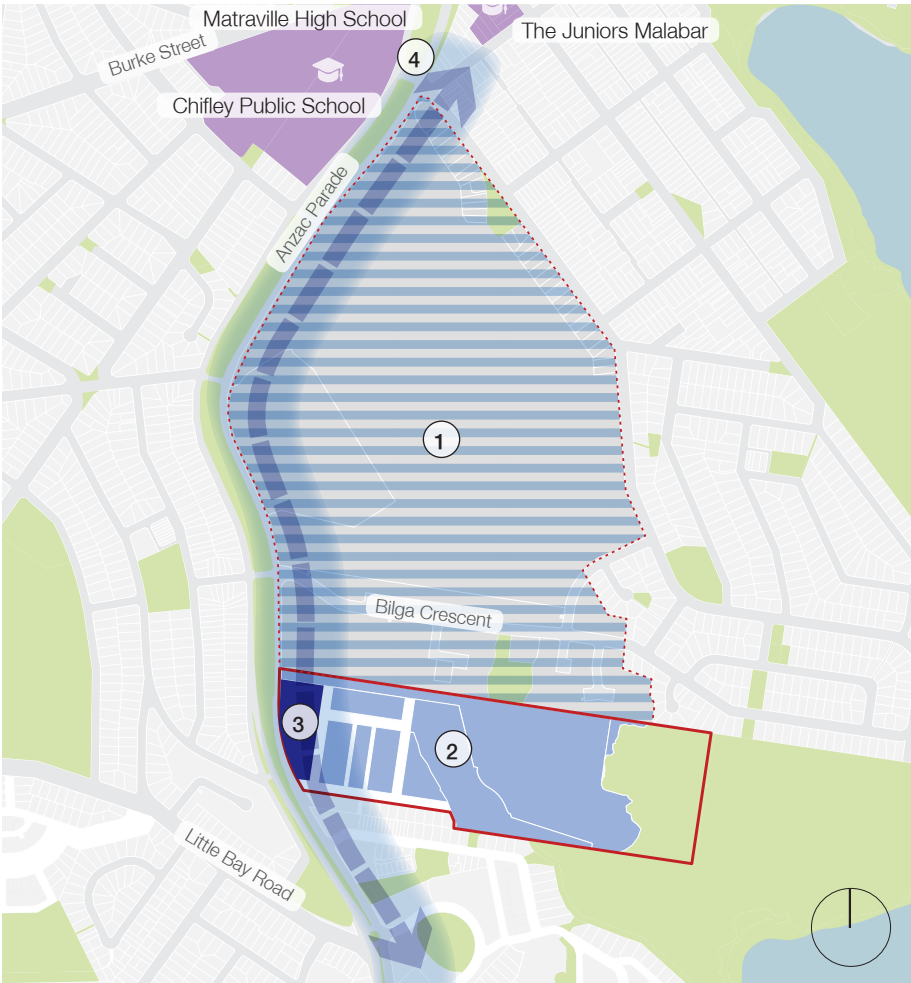 Matraville High School
The Juniors Malabar
Burke Street
4
Chifley Public School
Anzac Parade
1
Bilga Crescent
3
2
Little Bay Road